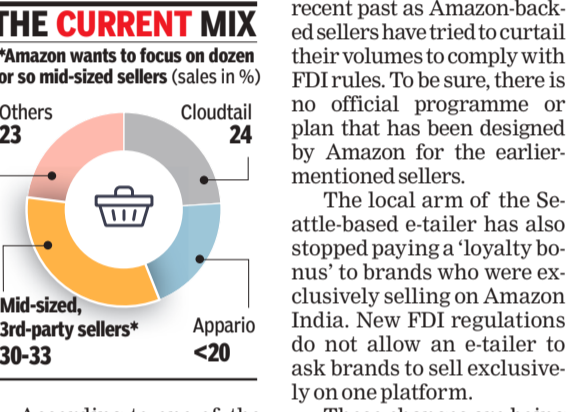 THE CURRENT MIX
*Amazon wants to focus on dozen
or so mid-sized sellers (sales in %)
Others
23
Cloudtail
24
Mid-sized,
3rd-party sellers*
30-33
Appario
<20
recent past as Amazon-back-
ed sellers have tried to curtail
their volumes to comply with
FDI rules. To be sure, there is
no official programme or
plan that has been designed
by Amazon for the earlier-
mentioned sellers.
The local arm of the Se-
attle-based e-tailer has also
stopped paying a ‘loyalty bo-
nus’ to brands who were ex-
clusively selling on Amazon
India. New FDI regulations
do not allow an e-tailer to
ask brands to sell exclusive-
ly on one platform.